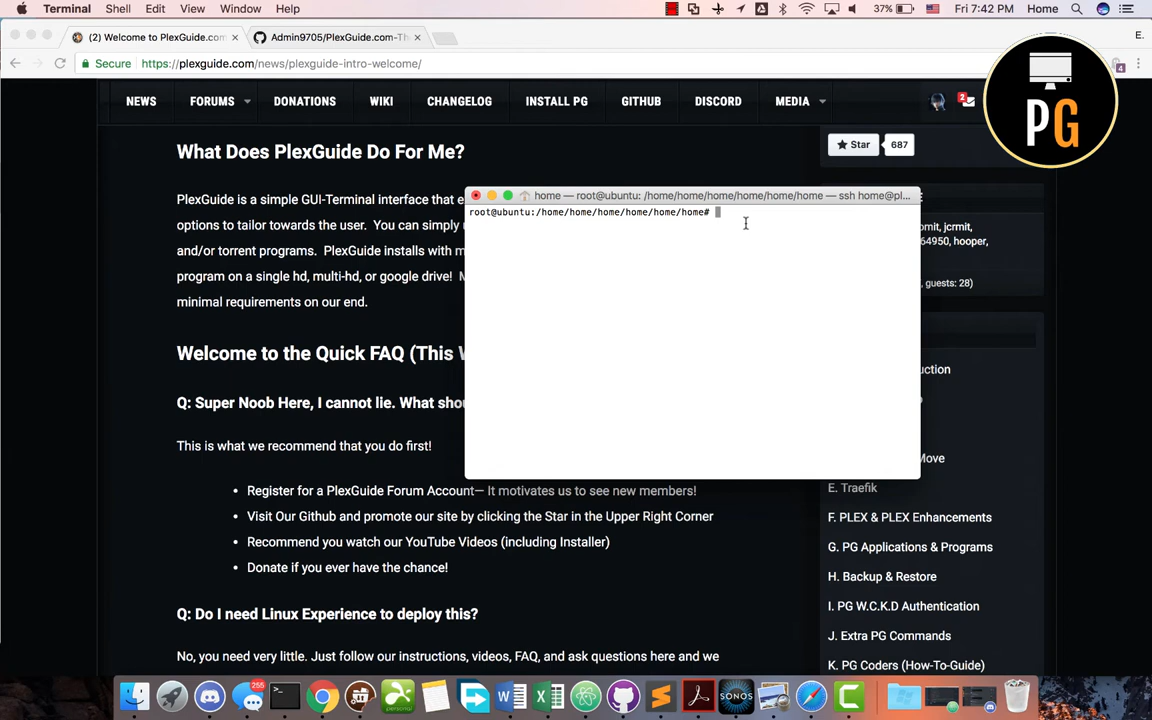 Terminal Shell Edit View Window Help 37% Fri 7:42 PM Home
(2) Welcome to PlexGuide.com
Admin9705/PlexGuide.com-Th
E.
Secure https://plexguide.com/news/plexguide-intro-welcome/
4
NEWS FORUMS DONATIONS WIKI CHANGELOG INSTALL PG GITHUB DISCORD MEDIA 2
PG
What Does PlexGuide Do For Me?
Star 687
PlexGuide is a simple GUI-Terminal interface that e
home — root@ubuntu: /home/home/home/home/home/home — ssh home@pl...
root@ubuntu:/home/home/home/home/home/home#
options to tailor towards the user. You can simply
and/or torrent programs. PlexGuide installs with m
program on a single hd, multi-hd, or google drive!
minimal requirements on our end.
omit, jcrmit,
64950, hooper,
, guests: 28)
Welcome to the Quick FAQ (This W
Q: Super Noob Here, I cannot lie. What shou
This is what we recommend that you do first!
• Register for a PlexGuide Forum Account— It motivates us to see new members!
• Visit Our Github and promote our site by clicking the Star in the Upper Right Corner
• Recommend you watch our YouTube Videos (including Installer)
• Donate if you ever have the chance!
Q: Do I need Linux Experience to deploy this?
No, you need very little. Just follow our instructions, videos, FAQ, and ask questions here and we
uction
Move
E. Traefik
F. PLEX & PLEX Enhancements
G. PG Applications & Programs
H. Backup & Restore
I. PG W.C.K.D Authentication
J. Extra PG Commands
K. PG Coders (How-To-Guide)
255
personal
SONOS